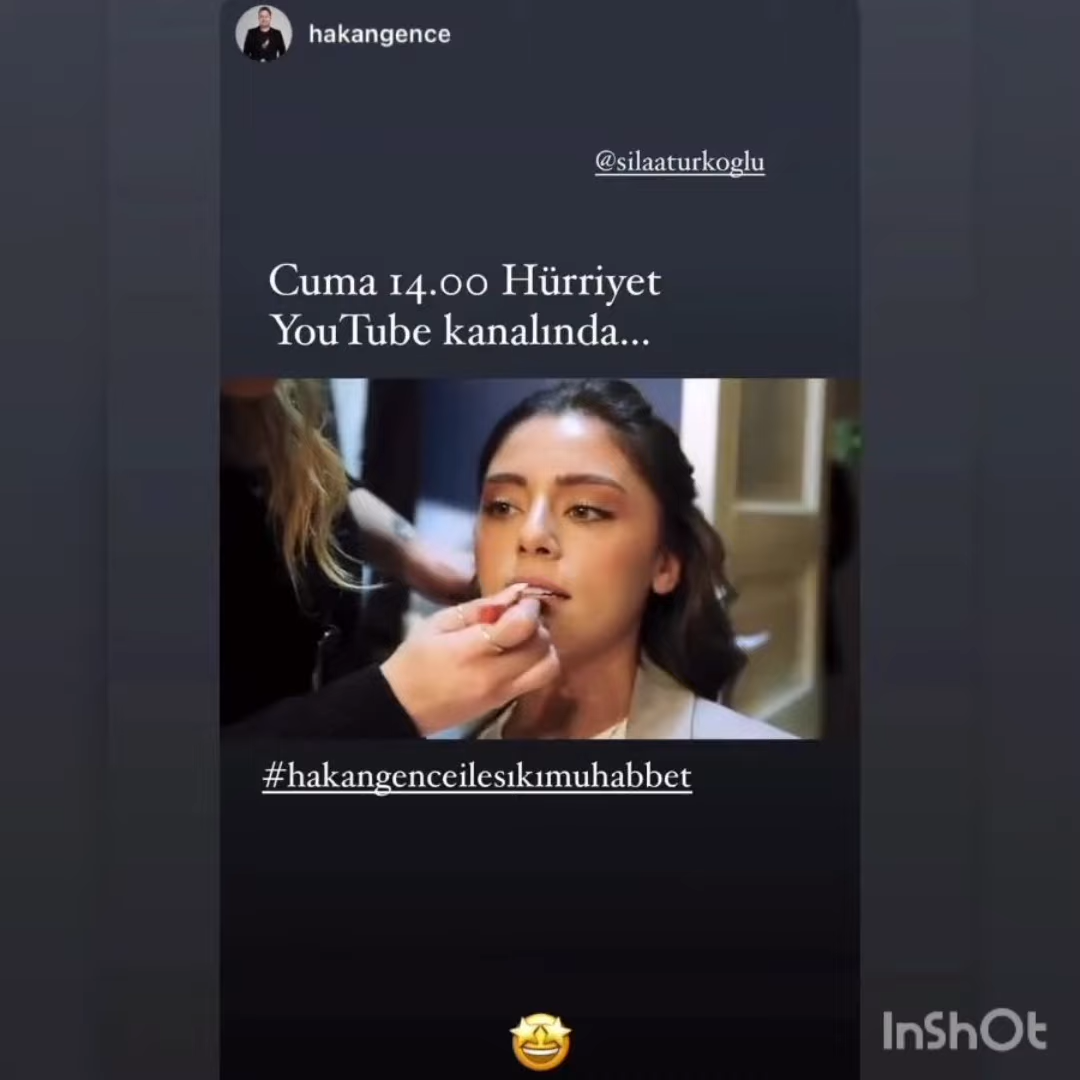 hakangence
@silaaturkoglu
Cuma 14.00 Hürriyet
YouTube kanalında...
#hakangenceilesıkımuhabbet
InShOt